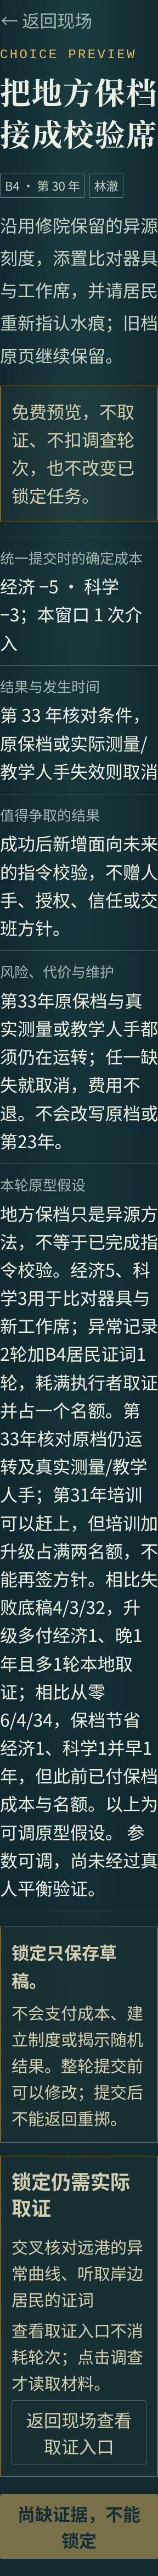 ← 返回现场
CHOICE PREVIEW
把地方保档
接成校验席
B4 · 第 30 年
林澈
沿用修院保留的异源
刻度，添置比对器具
与工作席，并请居民
重新指认水痕；旧档
原页继续保留。
免费预览，不取
证、不扣调查轮
次，也不改变已
锁定任务。
统一提交时的确定成本
经济 −5 · 科学
−3；本窗口 1 次介
入
结果与发生时间
第 33 年核对条件，
原保档或实际测量/
教学人手失效则取消
值得争取的结果
成功后新增面向未来
的指令校验，不赠人
手、授权、信任或交
班方针。
风险、代价与维护
第33年原保档与真
实测量或教学人手都
须仍在运转；任一缺
失就取消，费用不
退。不会改写原档或
第23年。
本轮原型假设
地方保档只是异源方
法，不等于已完成指
令校验。经济5、科
学3用于比对器具与
新工作席；异常记录
2轮加B4居民证词1
轮，耗满执行者取证
并占一个名额。第
33年核对原档仍运
转及真实测量/教学
人手；第31年培训
可以赶上，但培训加
升级占满两名额，不
能再签方针。相比失
败底稿4/3/32，升
级多付经济1、晚1
年且多1轮本地取
证；相比从零
6/4/34，保档节省
经济1、科学1并早1
年，但此前已付保档
成本与名额。以上为
可调原型假设。 参
数可调，尚未经过真
人平衡验证。
锁定只保存草
稿。
不会支付成本、建
立制度或揭示随机
结果。整轮提交前
可以修改；提交后
不能返回重掷。
锁定仍需实际
取证
交叉核对远港的异
常曲线、听取岸边
居民的证词
查看取证入口不消
耗轮次；点击调查
才读取材料。
返回现场查看
取证入口
尚缺证据，不能
锁定